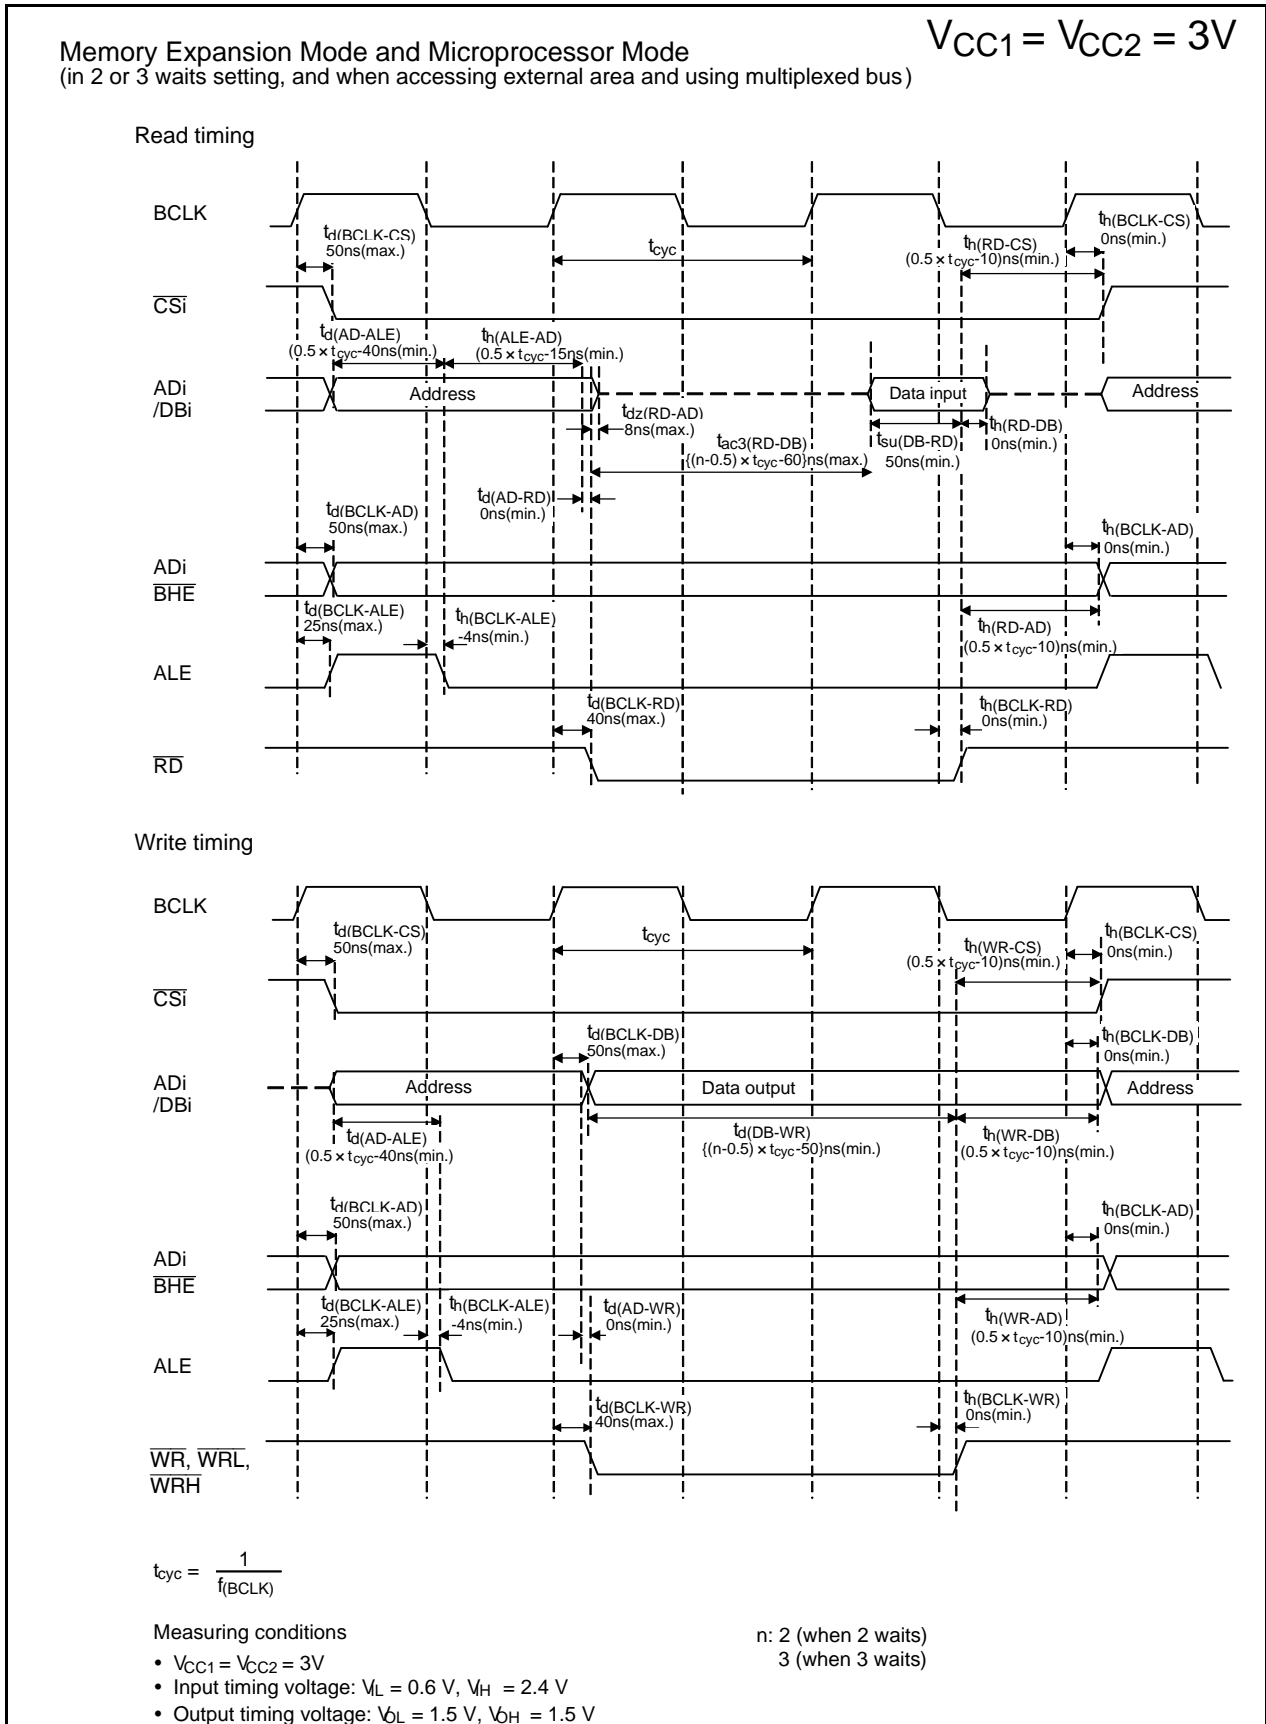 Memory Expansion Mode and Microprocessor Mode
VCC1 = VCC2 = 3V
(in 2 or 3 waits setting, and when accessing external area and using multiplexed bus)
Read timing
BCLK
td(BCLK-CS)
50ns(max.)
tcyc
th(RD-CS)
(0.5 × tcyc-10)ns(min.)
th(BCLK-CS)
0ns(min.)
CSi
td(AD-ALE)
(0.5 × tcyc-40ns(min.
th(ALE-AD)
(0.5 × tcyc-15ns(min.
ADi
/DBi
Address
Data input
Address
tdz(RD-AD)
8ns(max.)
tac3(RD-DB)
{(n-0.5) × tcyc-60}ns(max.)
tsu(DB-RD)
50ns(min.)
th(RD-DB)
0ns(min.)
td(AD-RD)
0ns(min.)
td(BCLK-AD)
50ns(max.)
th(BCLK-AD)
0ns(min.)
ADi
BHE
td(BCLK-ALE)
25ns(max.)
th(BCLK-ALE)
-4ns(min.)
th(RD-AD)
(0.5 × tcyc-10)ns(min.)
ALE
td(BCLK-RD)
40ns(max.)
th(BCLK-RD)
0ns(min.)
RD
Write timing
BCLK
td(BCLK-CS)
50ns(max.)
tcyc
th(WR-CS)
(0.5 × tcyc-10)ns(min.)
th(BCLK-CS)
0ns(min.)
CSi
td(BCLK-DB)
50ns(max.)
th(BCLK-DB)
0ns(min.)
ADi
/DBi
Address
Data output
Address
td(AD-ALE)
(0.5 × tcyc-40ns(min.
td(DB-WR)
{(n-0.5) × tcyc-50}ns(min.)
th(WR-DB)
(0.5 × tcyc-10)ns(min.)
td(BCLK-AD)
50ns(max.)
th(BCLK-AD)
0ns(min.)
ADi
BHE
td(BCLK-ALE)
25ns(max.)
th(BCLK-ALE)
-4ns(min.)
td(AD-WR)
0ns(min.)
th(WR-AD)
(0.5 × tcyc-10)ns(min.)
ALE
td(BCLK-WR)
40ns(max.)
th(BCLK-WR)
0ns(min.)
WR, WRL,
WRH
tcyc = 1
f(BCLK)
Measuring conditions
• VCC1 = VCC2 = 3V
• Input timing voltage: VIL = 0.6 V, VIH = 2.4 V
• Output timing voltage: VOL = 1.5 V, VOH = 1.5 V
n: 2 (when 2 waits)
3 (when 3 waits)